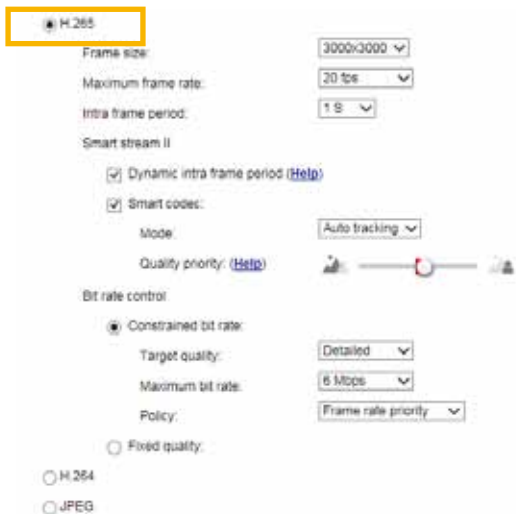 H.265
Frame size: 3000x3000
Maximum frame rate: 20 fps
Intra frame period: 1 S
Smart stream II
Dynamic intra frame period (Help)
Smart codec:
Mode: Auto tracking
Quality priority: (Help)
Bit rate control
Constrained bit rate:
Target quality: Detailed
Maximum bit rate: 6 Mbps
Policy: Frame rate priority
Fixed quality:
H.264
JPEG